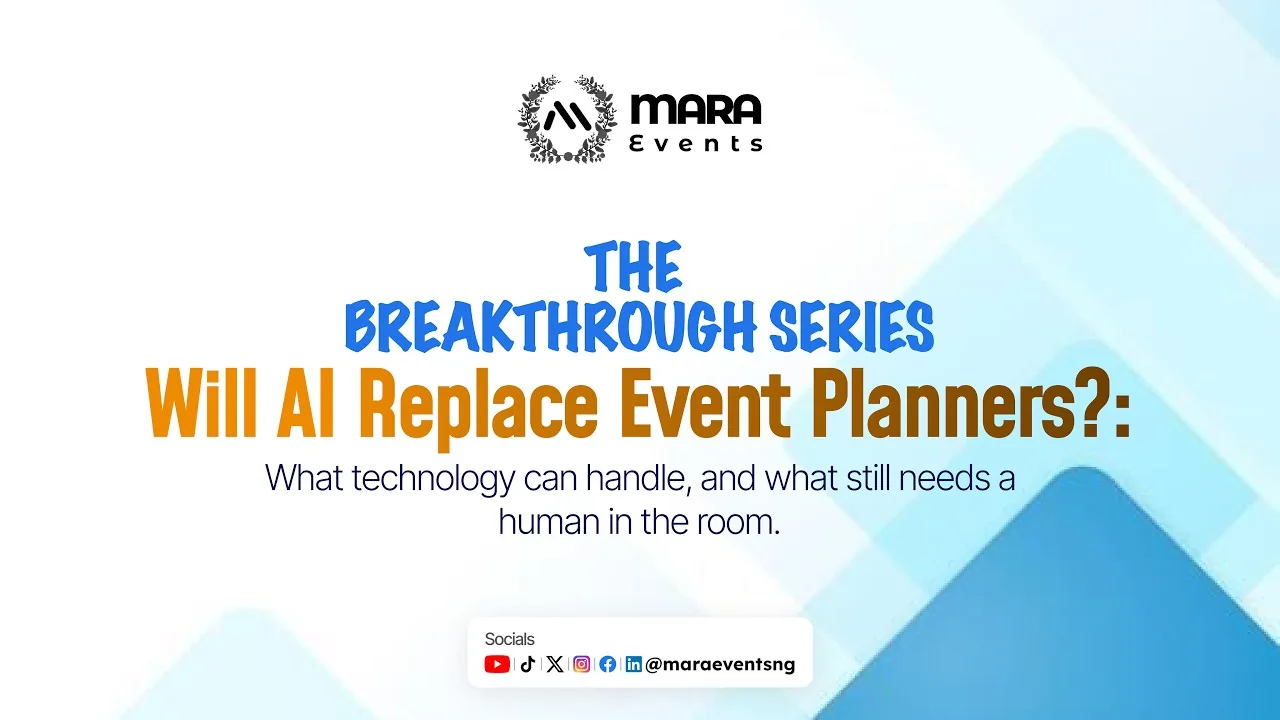 MARA
Events
THE
BREAKTHROUGH SERIES
Will AI Replace Event Planners?:
What technology can handle, and what still needs a
human in the room.
Socials
@maraeventsng